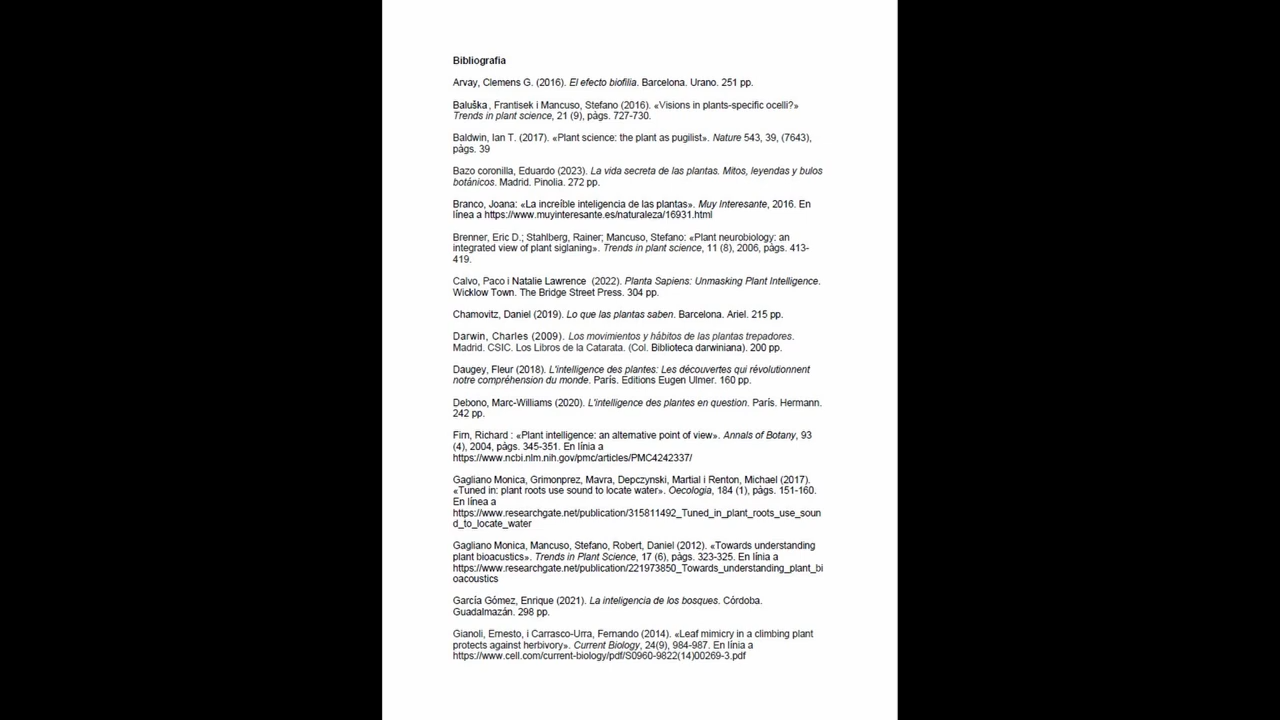 Bibliografia
Arvay, Clemens G. (2016). El efecto biofilia. Barcelona. Urano. 251 pp.
Baluška , Frantisek i Mancuso, Stefano (2016). «Visions in plants-specific ocelli?»
Trends in plant science, 21 (9), pàgs. 727-730.
Baldwin, Ian T. (2017). «Plant science: the plant as pugilist». Nature 543, 39, (7643),
pàgs. 39
Bazo coronilla, Eduardo (2023). La vida secreta de las plantas. Mitos, leyendas y bulos
botánicos. Madrid. Pinolia. 272 pp.
Branco, Joana: «La increíble inteligencia de las plantas». Muy Interesante, 2016. En
línea a https://www.muyinteresante.es/naturaleza/16931.html
Brenner, Eric D.; Stahlberg, Rainer; Mancuso, Stefano: «Plant neurobiology: an
integrated view of plant siglaning». Trends in plant science, 11 (8), 2006, pàgs. 413-
419.
Calvo, Paco i Natalie Lawrence (2022). Planta Sapiens: Unmasking Plant Intelligence.
Wicklow Town. The Bridge Street Press. 304 pp.
Chamovitz, Daniel (2019). Lo que las plantas saben. Barcelona. Ariel. 215 pp.
Darwin, Charles (2009). Los movimientos y hábitos de las plantas trepadores.
Madrid. CSIC. Los Libros de la Catarata. (Col. Biblioteca darwiniana). 200 pp.
Daugey, Fleur (2018). L'intelligence des plantes: Les découvertes qui révolutionnent
notre compréhension du monde. París. Editions Eugen Ulmer. 160 pp.
Debono, Marc-Williams (2020). L'intelligence des plantes en question. París. Hermann.
242 pp.
Firn, Richard : «Plant intelligence: an alternative point of view». Annals of Botany, 93
(4), 2004, pàgs. 345-351. En línia a
https://www.ncbi.nlm.nih.gov/pmc/articles/PMC4242337/
Gagliano Monica, Grimonprez, Mavra, Depczynski, Martial i Renton, Michael (2017).
«Tuned in: plant roots use sound to locate water». Oecologia, 184 (1), pàgs. 151-160.
En línea a
https://www.researchgate.net/publication/315811492_Tuned_in_plant_roots_use_soun
d_to_locate_water
Gagliano Monica, Mancuso, Stefano, Robert, Daniel (2012). «Towards understanding
plant bioacustics». Trends in Plant Science, 17 (6), pàgs. 323-325. En línia a
https://www.researchgate.net/publication/221973850_Towards_understanding_plant_bi
oacoustics
García Gómez, Enrique (2021). La inteligencia de los bosques. Córdoba.
Guadalmazán. 298 pp.
Gianoli, Ernesto, i Carrasco-Urra, Fernando (2014). «Leaf mimicry in a climbing plant
protects against herbivory». Current Biology, 24(9), 984-987. En línia a
https://www.cell.com/current-biology/pdf/S0960-9822(14)00269-3.pdf